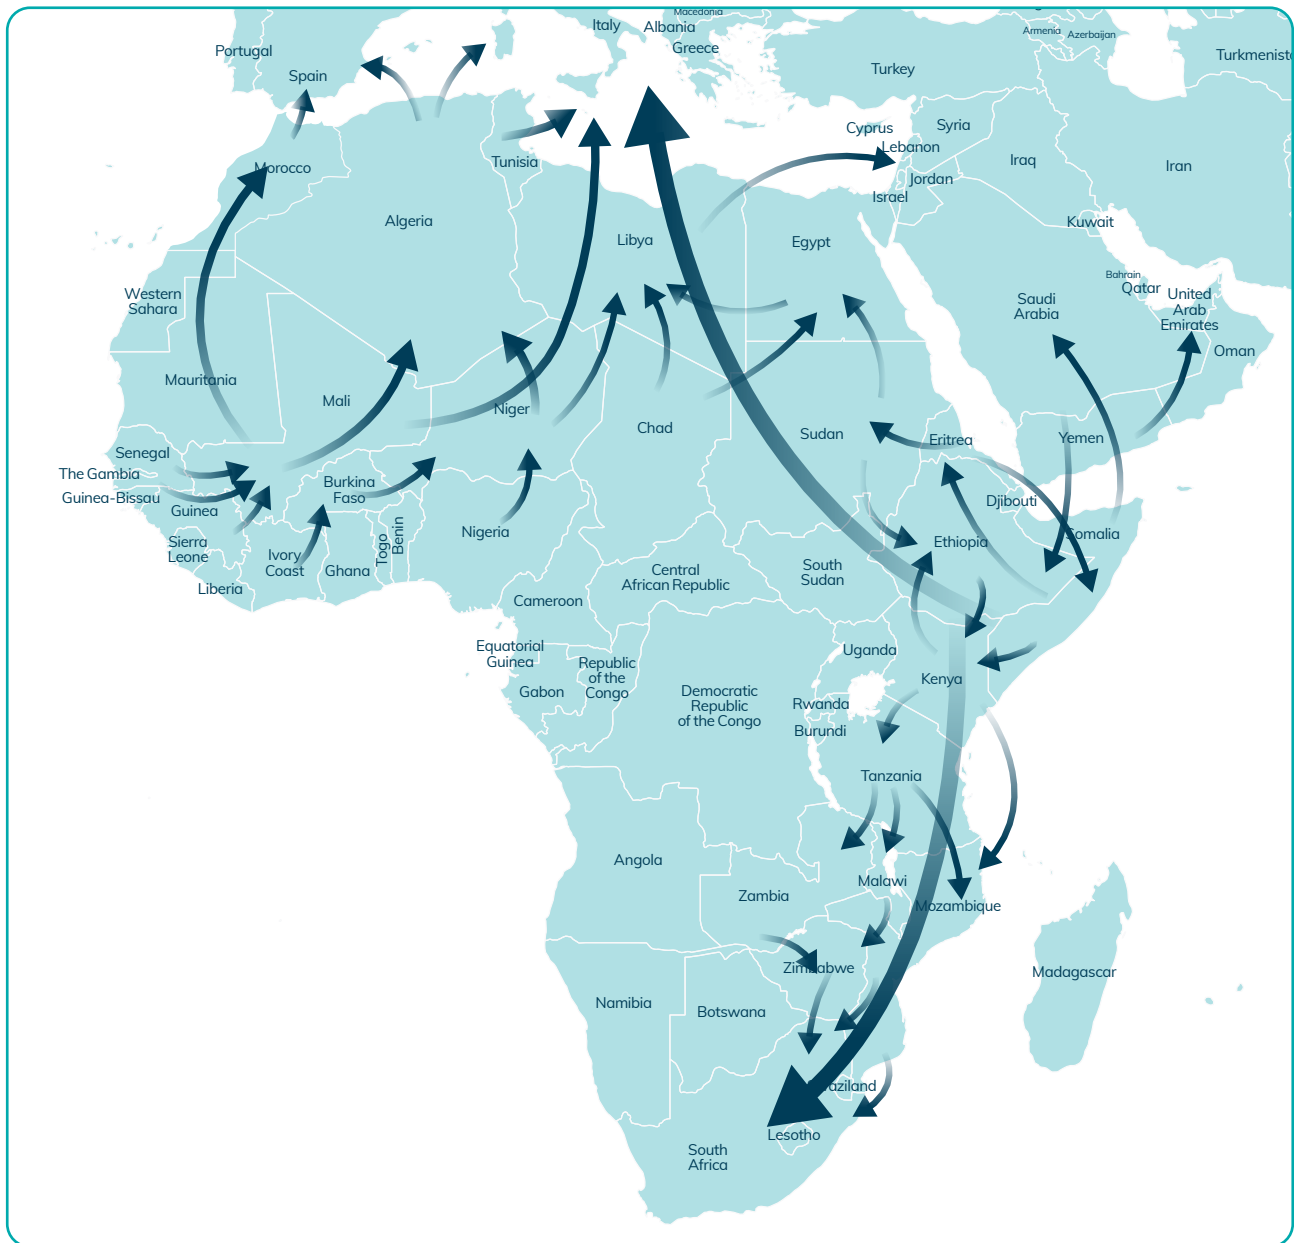 Macedonia
Italy
Albania
Armenia
Azerbaijan
Portugal
Greece
Turkmenist
Spain
Turkey
Cyprus
Syria
Lebanon
Morocco
Tunisia
Iraq
Iran
Jordan
Israel
Algeria
Kuwait
Libya
Egypt
Bahrain
Qatar
Western
Sahara
Saudi
Arabia
United
Arab
Emirates
Oman
Mauritania
Mali
Niger
Chad
Sudan
Eritrea
Yemen
Senegal
The Gambia
Guinea-Bissau
Guinea
Burkina
Faso
Djibouti
Sierra
Leone
Ivory
Coast
Ghana
Togo
Benin
Nigeria
Ethiopia
Somalia
Liberia
Central
African Republic
South
Sudan
Cameroon
Equatorial
Guinea
Republic
of the
Congo
Gabon
Uganda
Kenya
Democratic
Republic
of the Congo
Rwanda
Burundi
Tanzania
Angola
Malawi
Zambia
Mozambique
Zimbabwe
Madagascar
Namibia
Botswana
Swaziland
Lesotho
South
Africa